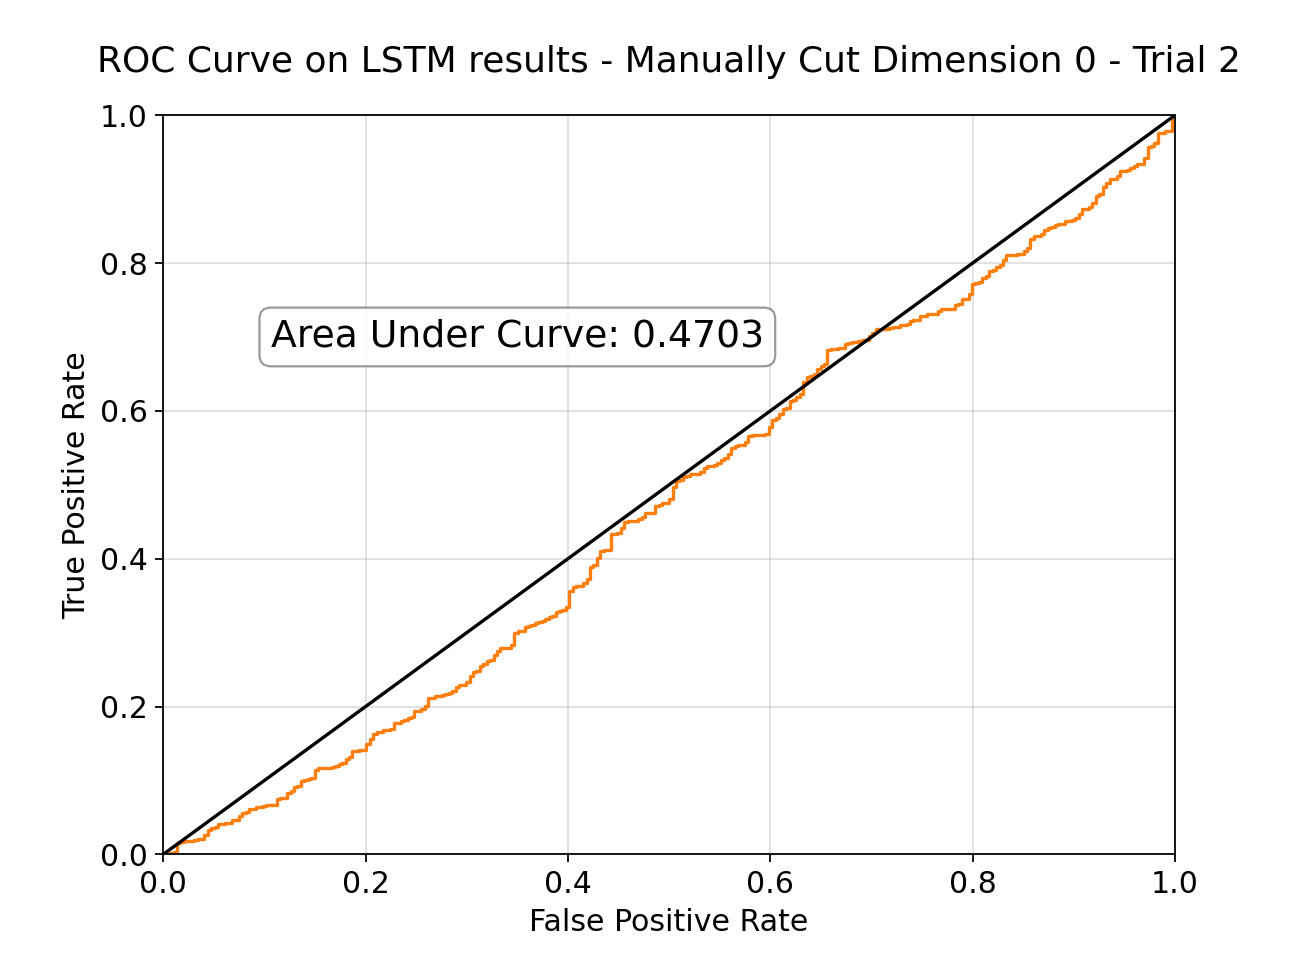 ROC Curve on LSTM results - Manually Cut Dimension 0 - Trial 2
1.0
0.8
Area Under Curve: 0.4703
True Positive Rate
0.6
0.4
0.2
0.0
0.0 0.2 0.4 0.6 0.8 1.0
False Positive Rate